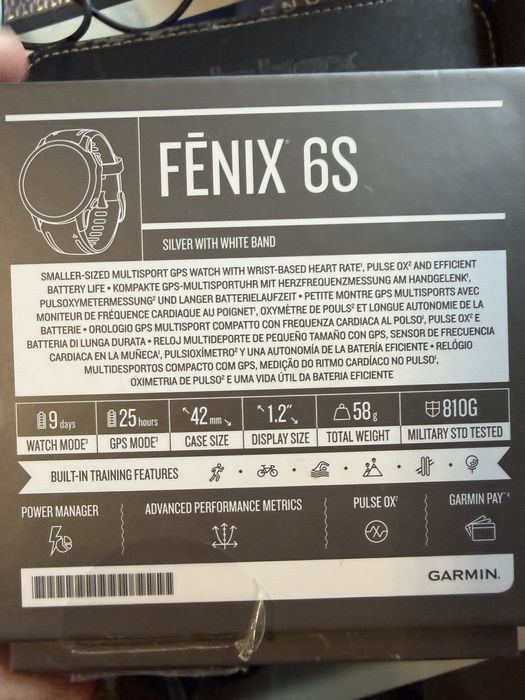 FĒNIX® 6S
SILVER WITH WHITE BAND
SMALLER-SIZED MULTISPORT GPS WATCH WITH WRIST-BASED HEART RATE¹, PULSE OX² AND EFFICIENT
BATTERY LIFE • KOMPAKTE GPS-MULTISPORTUHR MIT HERZFREQUENZMESSUNG AM HANDGELENK¹,
PULSOXYMETERMESSUNG² UND LANGER BATTERIELAUFZEIT • PETITE MONTRE GPS MULTISPORTS AVEC
MONITEUR DE FRÉQUENCE CARDIAQUE AU POIGNET¹, OXYMÈTRE DE POULS² ET LONGUE AUTONOMIE DE LA
BATTERIE • OROLOGIO GPS MULTISPORT COMPATTO CON FREQUENZA CARDIACA AL POLSO¹, PULSE OX² E
BATTERIA DI LUNGA DURATA • RELOJ MULTIDEPORTE DE PEQUEÑO TAMAÑO CON GPS, SENSOR DE FRECUENCIA
CARDIACA EN LA MUÑECA¹, PULSIOXÍMETRO² Y UNA AUTONOMÍA DE LA BATERÍA EFICIENTE • RELÓGIO
MULTIDESPORTOS COMPACTO COM GPS, MEDIÇÃO DO RITMO CARDÍACO NO PULSO¹,
OXIMETRIA DE PULSO² E UMA VIDA ÚTIL DA BATERIA EFICIENTE
9 days 25 hours 42 mm 1.2" 58 g 810G
WATCH MODE³ GPS MODE³ CASE SIZE DISPLAY SIZE TOTAL WEIGHT MILITARY STD TESTED
BUILT-IN TRAINING FEATURES
POWER MANAGER ADVANCED PERFORMANCE METRICS PULSE OX² GARMIN PAY™⁴
GARMIN.